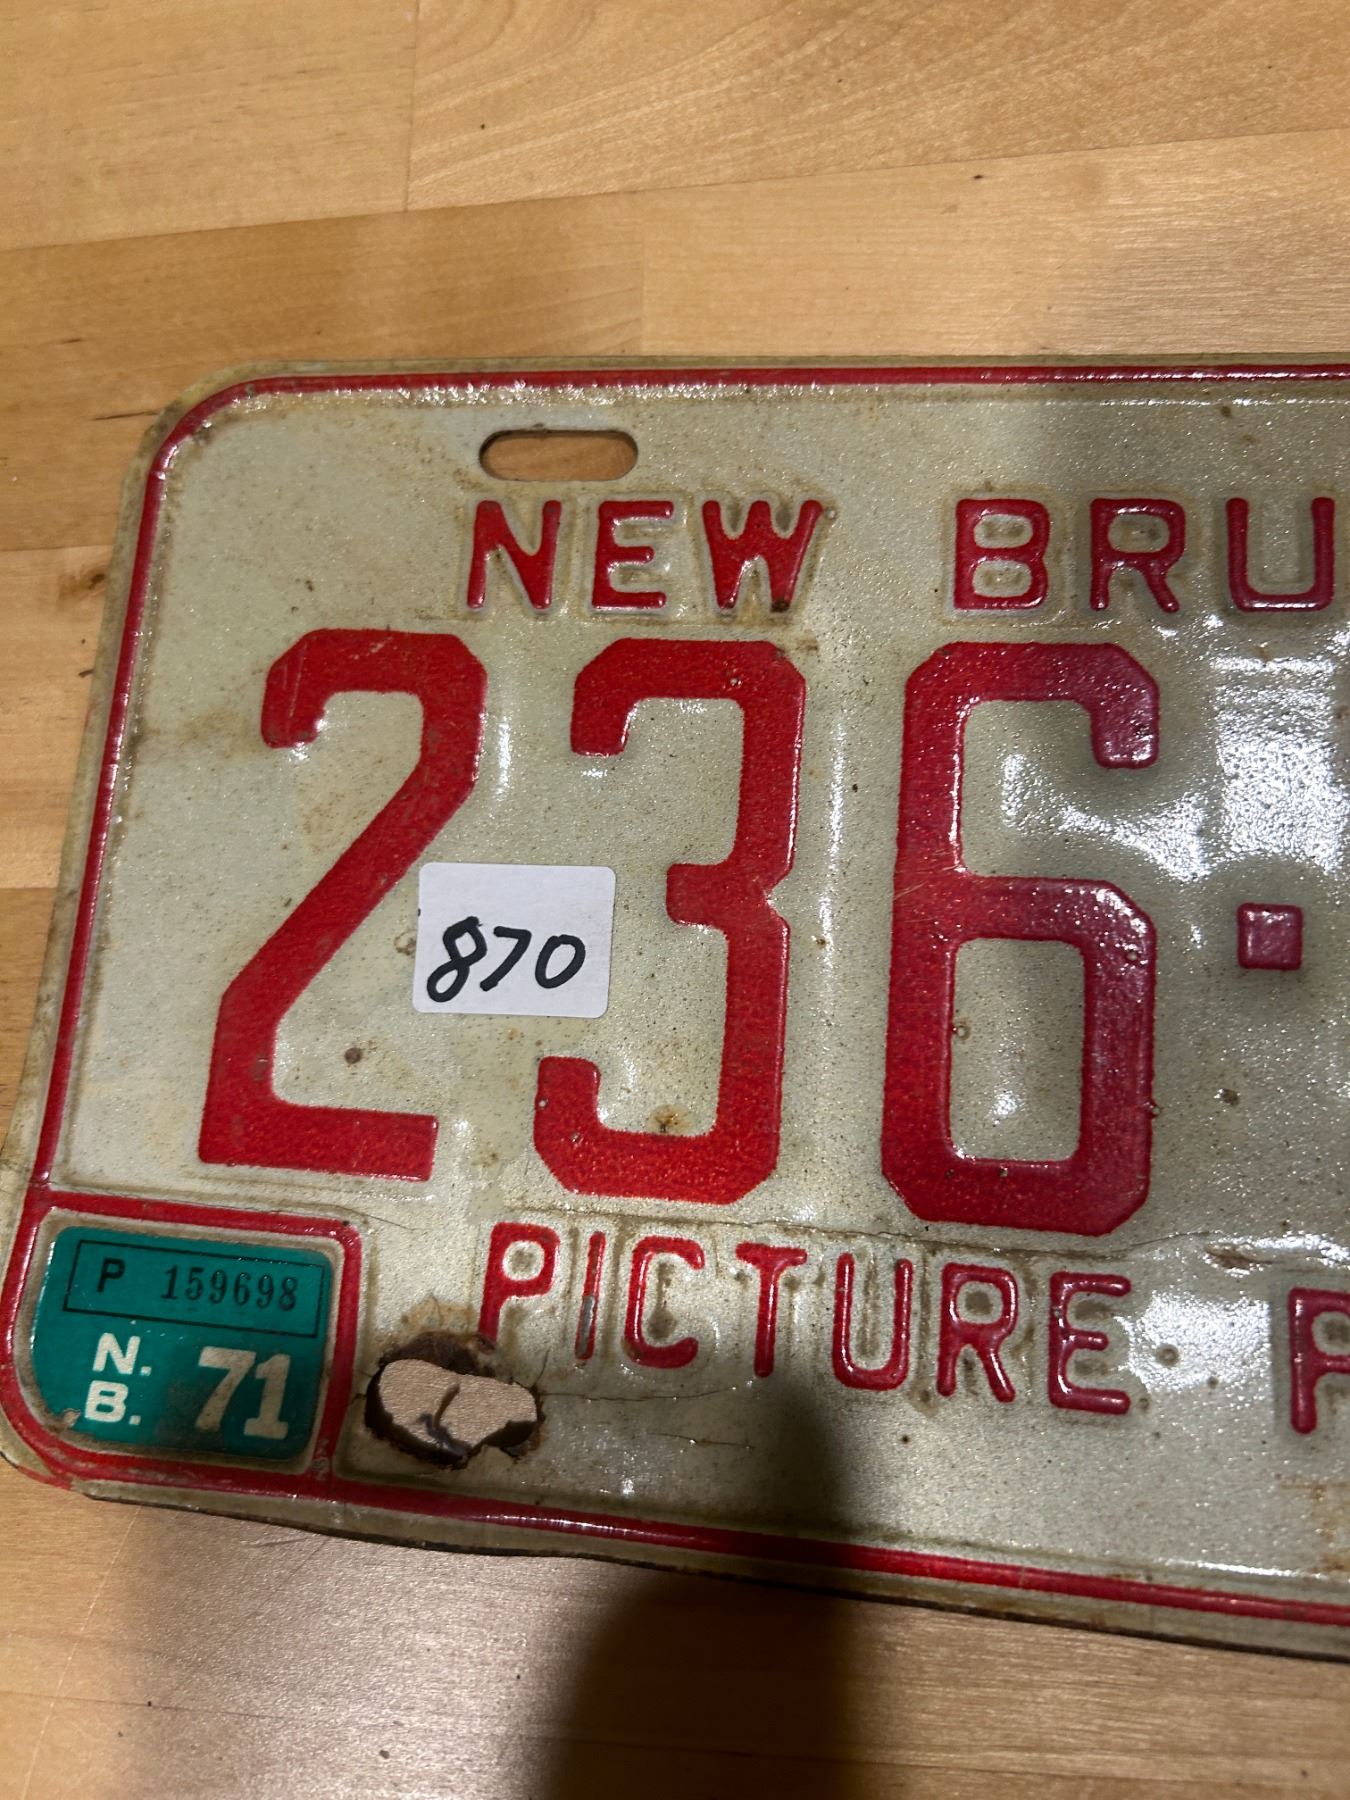 NEW BRU
236·
870
PICTURE P
P 159698
N. B. 71